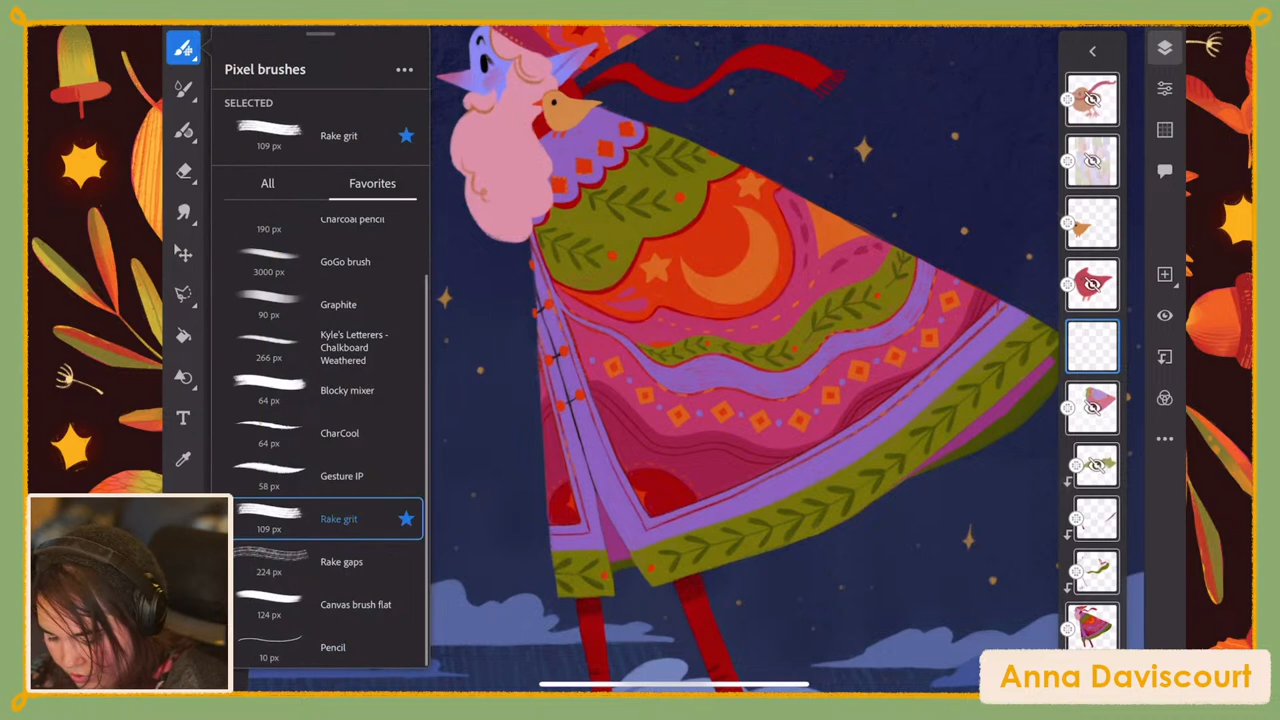 Pixel brushes
SELECTED
Rake grit
109 px
All
Favorites
Charcoal pencil
190 px
GoGo brush
3000 px
Graphite
90 px
Kyle's Letters -
Chalkboard
Weathered
266 px
Blocky mixer
64 px
CharCool
64 px
Gesture IP
58 px
Rake grit
109 px
Rake gaps
224 px
Canvas brush flat
124 px
Pencil
10 px
T
Anna Daviscourt